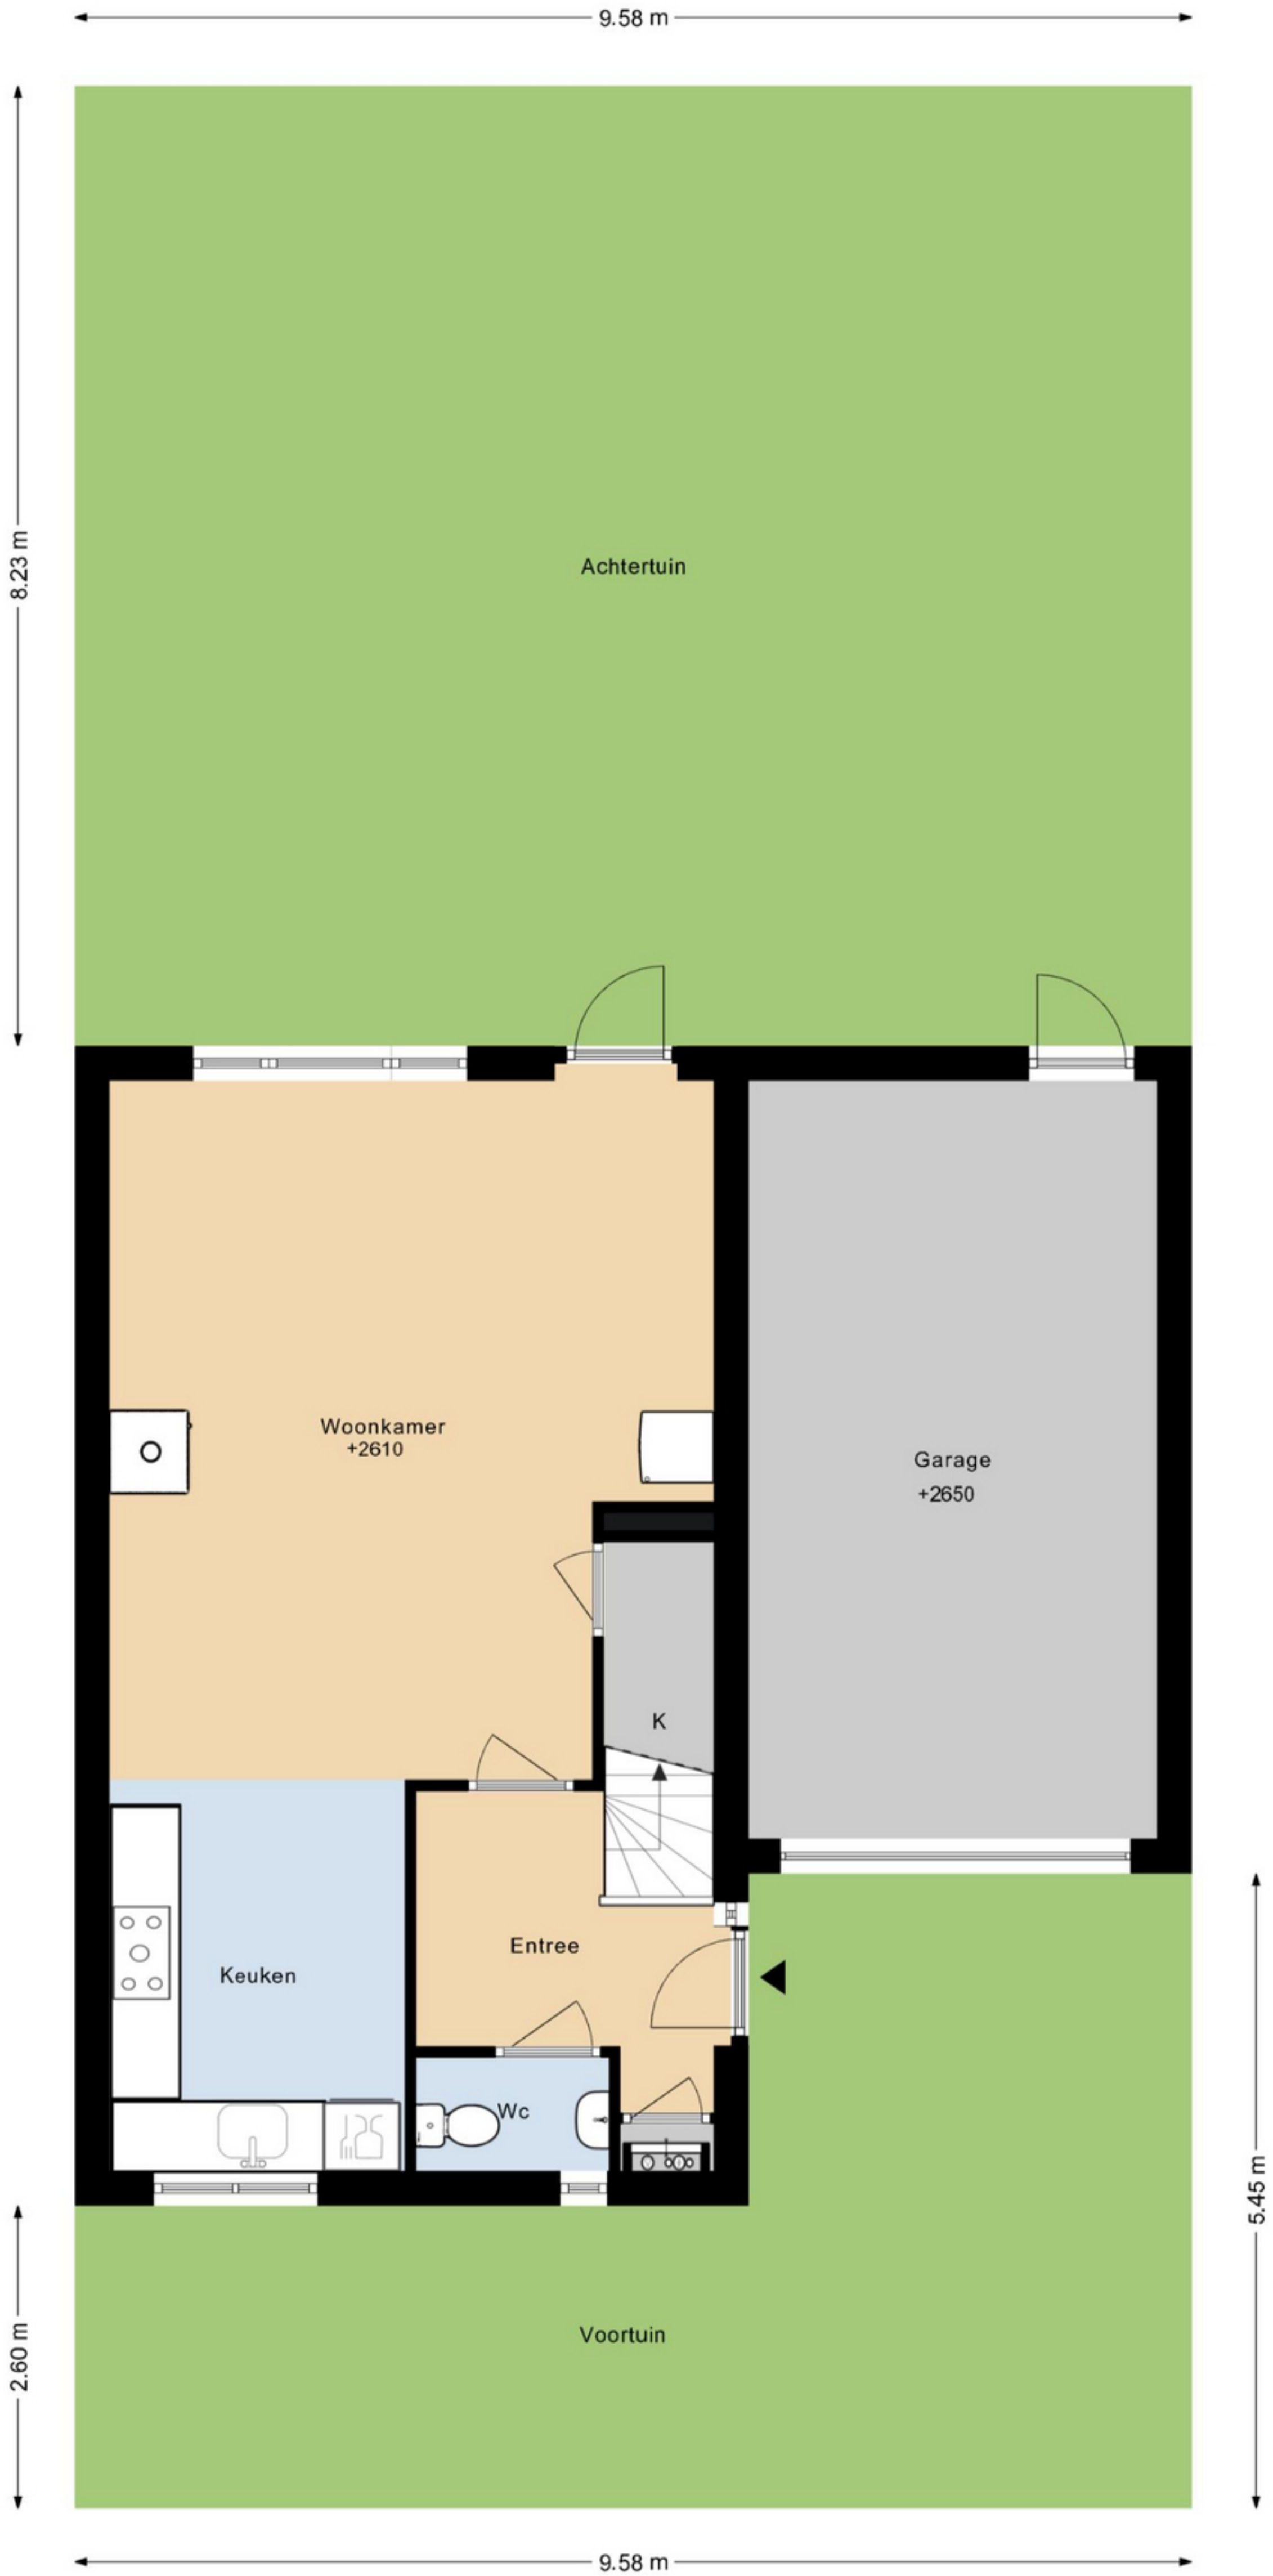 9.58 m
8.23 m
Achtertuin
Woonkamer
+2610
Garage
+2650
K
Entree
Keuken
Wc
5.45 m
2.60 m
Voortuin
9.58 m